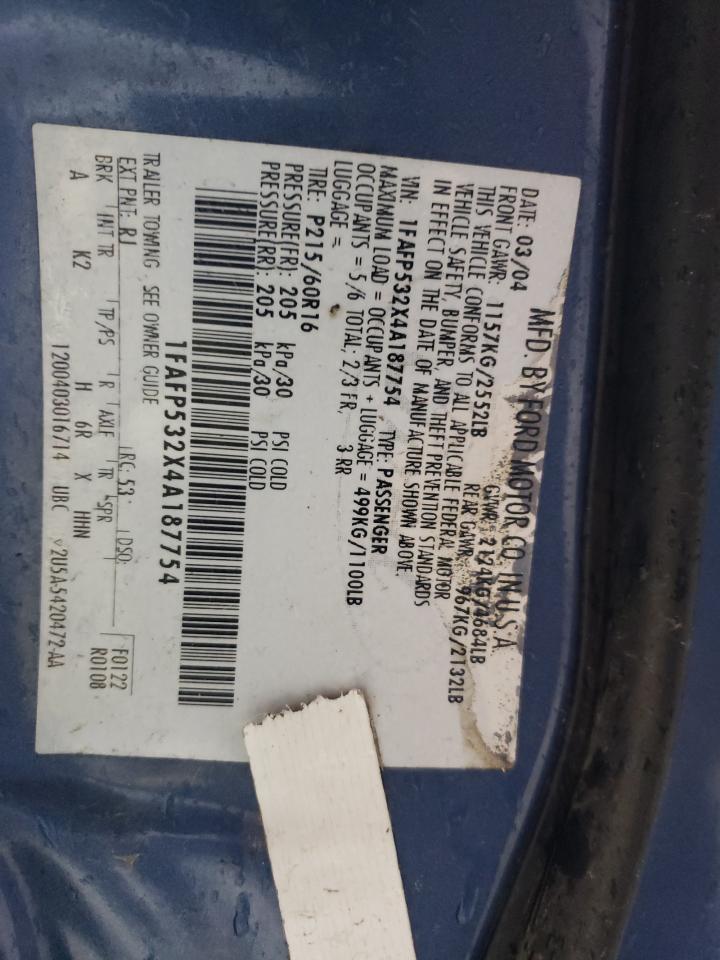 MFD. BY FORD MOTOR CO. IN U.S.A.
DATE: 03/04 GVWR: 2124KG/4684LB
FRONT GAWR: 1157KG/2552LB REAR GAWR: 967KG/2132LB
THIS VEHICLE CONFORMS TO ALL APPLICABLE FEDERAL MOTOR
VEHICLE SAFETY, BUMPER, AND THEFT PREVENTION STANDARDS
IN EFFECT ON THE DATE OF MANUFACTURE SHOWN ABOVE.
VIN: 1FAFP532X4A187754 TYPE: PASSENGER
MAXIMUM LOAD = OCCUPANTS + LUGGAGE = 499KG/1100LB
OCCUPANTS = 5/6 TOTAL; 2/3 FR, 3 RR
LUGGAGE =
TIRE: P215/60R16
PRESSURE(FR): 205 kPa/30 PSI COLD
PRESSURE(RR): 205 kPa/30 PSI COLD
1FAFP532X4A187754
TRAILER TOWING , SEE OWNER GUIDE
EXT PNT: RJ RC: 53 DSO: F0122
BRK INT TR TP/PS R AXLE TR SPR R0108
A K2 H 6R X HHN
1200403016714 UBC v2U5A-5420472-AA